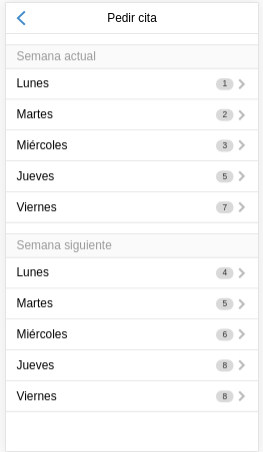 Pedir cita
Semana actual
Lunes 1
Martes 2
Miércoles 3
Jueves 5
Viernes 7
Semana siguiente
Lunes 4
Martes 5
Miércoles 6
Jueves 8
Viernes 8